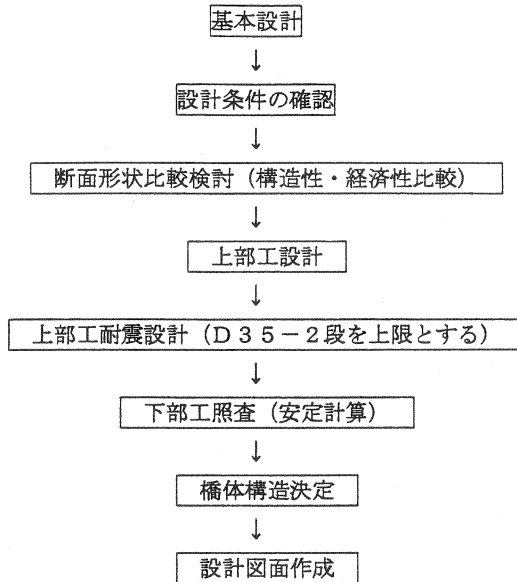 基本設計
↓
設計条件の確認
↓
断面形状比較検討（構造性・経済性比較）
↓
上部工設計
↓
上部工耐震設計（Ｄ３５－２段を上限とする）
↓
下部工照査（安定計算）
↓
橋体構造決定
↓
設計図面作成